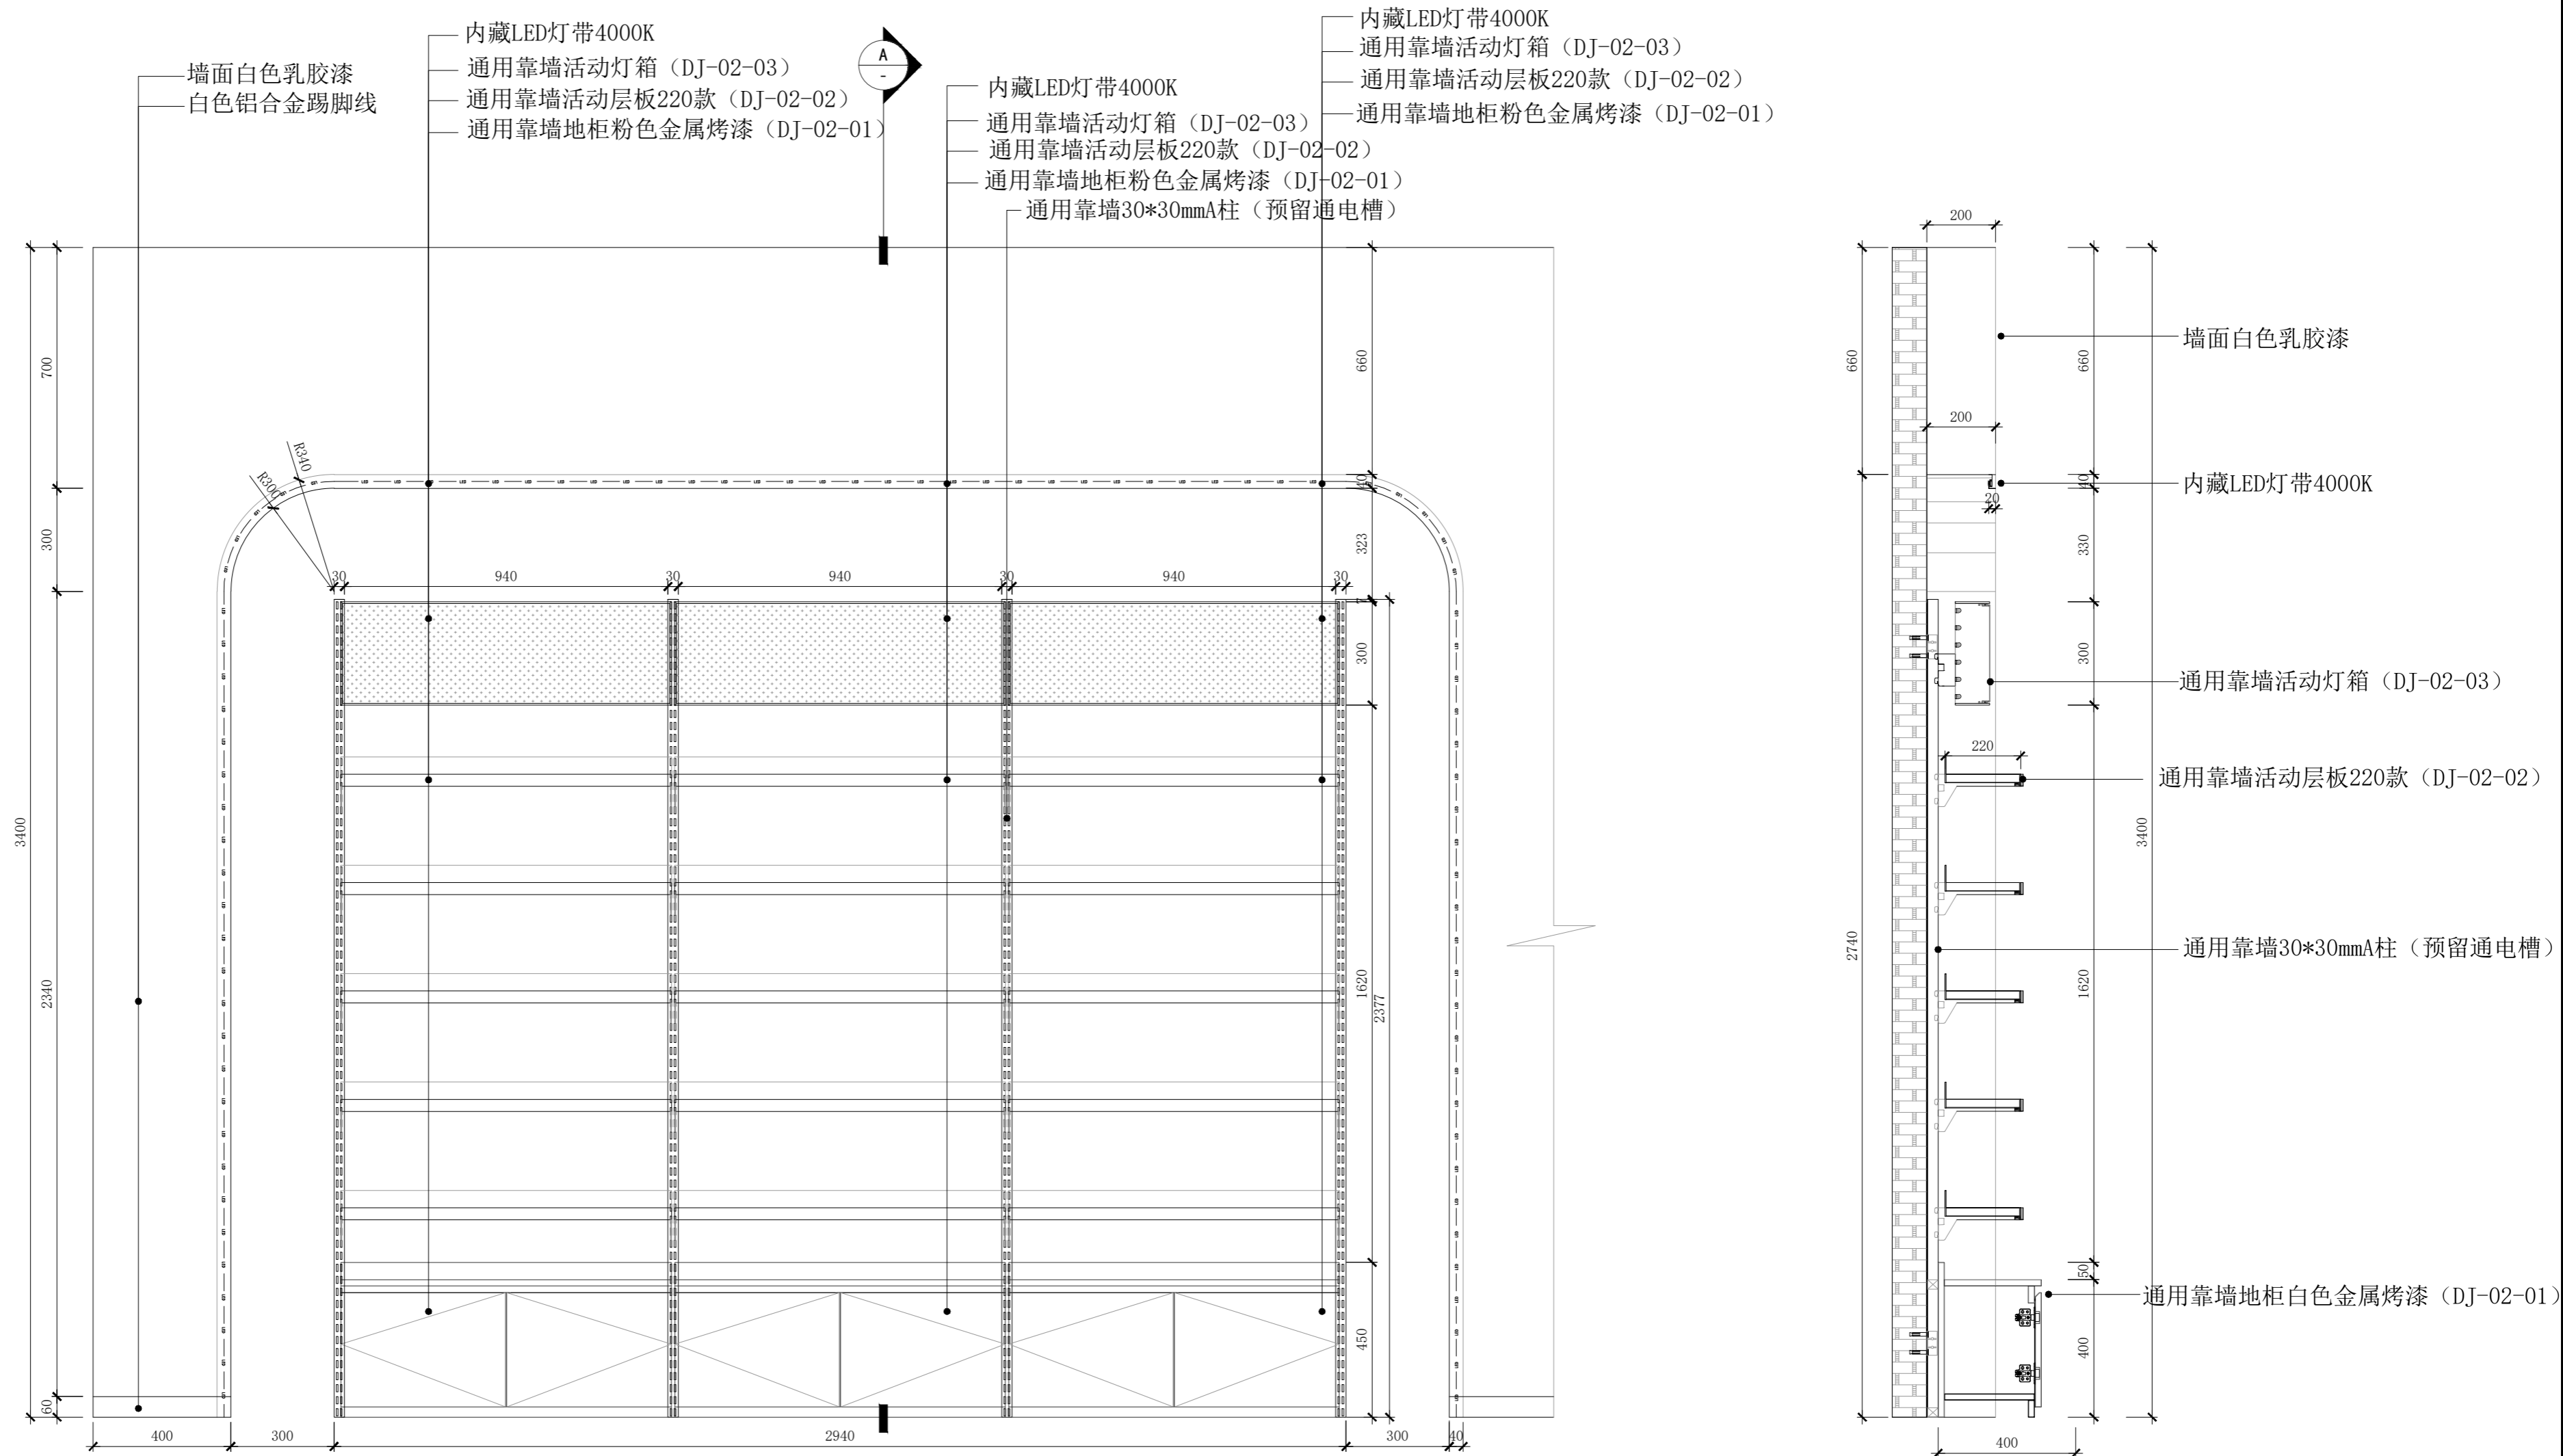 墙面白色乳胶漆
白色铝合金踢脚线
内藏LED灯带4000K
通用靠墙活动灯箱（DJ-02-03）
通用靠墙活动层板220款（DJ-02-02）
通用靠墙地柜粉色金属烤漆（DJ-02-01）
A
-
内藏LED灯带4000K
通用靠墙活动灯箱（DJ-02-03）
通用靠墙活动层板220款（DJ-02-02）
通用靠墙地柜粉色金属烤漆（DJ-02-01）
通用靠墙30*30mmA柱（预留通电槽）
内藏LED灯带4000K
通用靠墙活动灯箱（DJ-02-03）
通用靠墙活动层板220款（DJ-02-02）
通用靠墙地柜粉色金属烤漆（DJ-02-01）
3400
700
300
2340
60
R340
R300
30
940
30
940
30
940
30
660
40
323
7
300
1620
2377
450
400
300
2940
300
40
200
660
2740
200
20
220
660
40
330
300
1620
50
400
3400
400
墙面白色乳胶漆
内藏LED灯带4000K
通用靠墙活动灯箱（DJ-02-03）
通用靠墙活动层板220款（DJ-02-02）
通用靠墙30*30mmA柱（预留通电槽）
通用靠墙地柜白色金属烤漆（DJ-02-01）